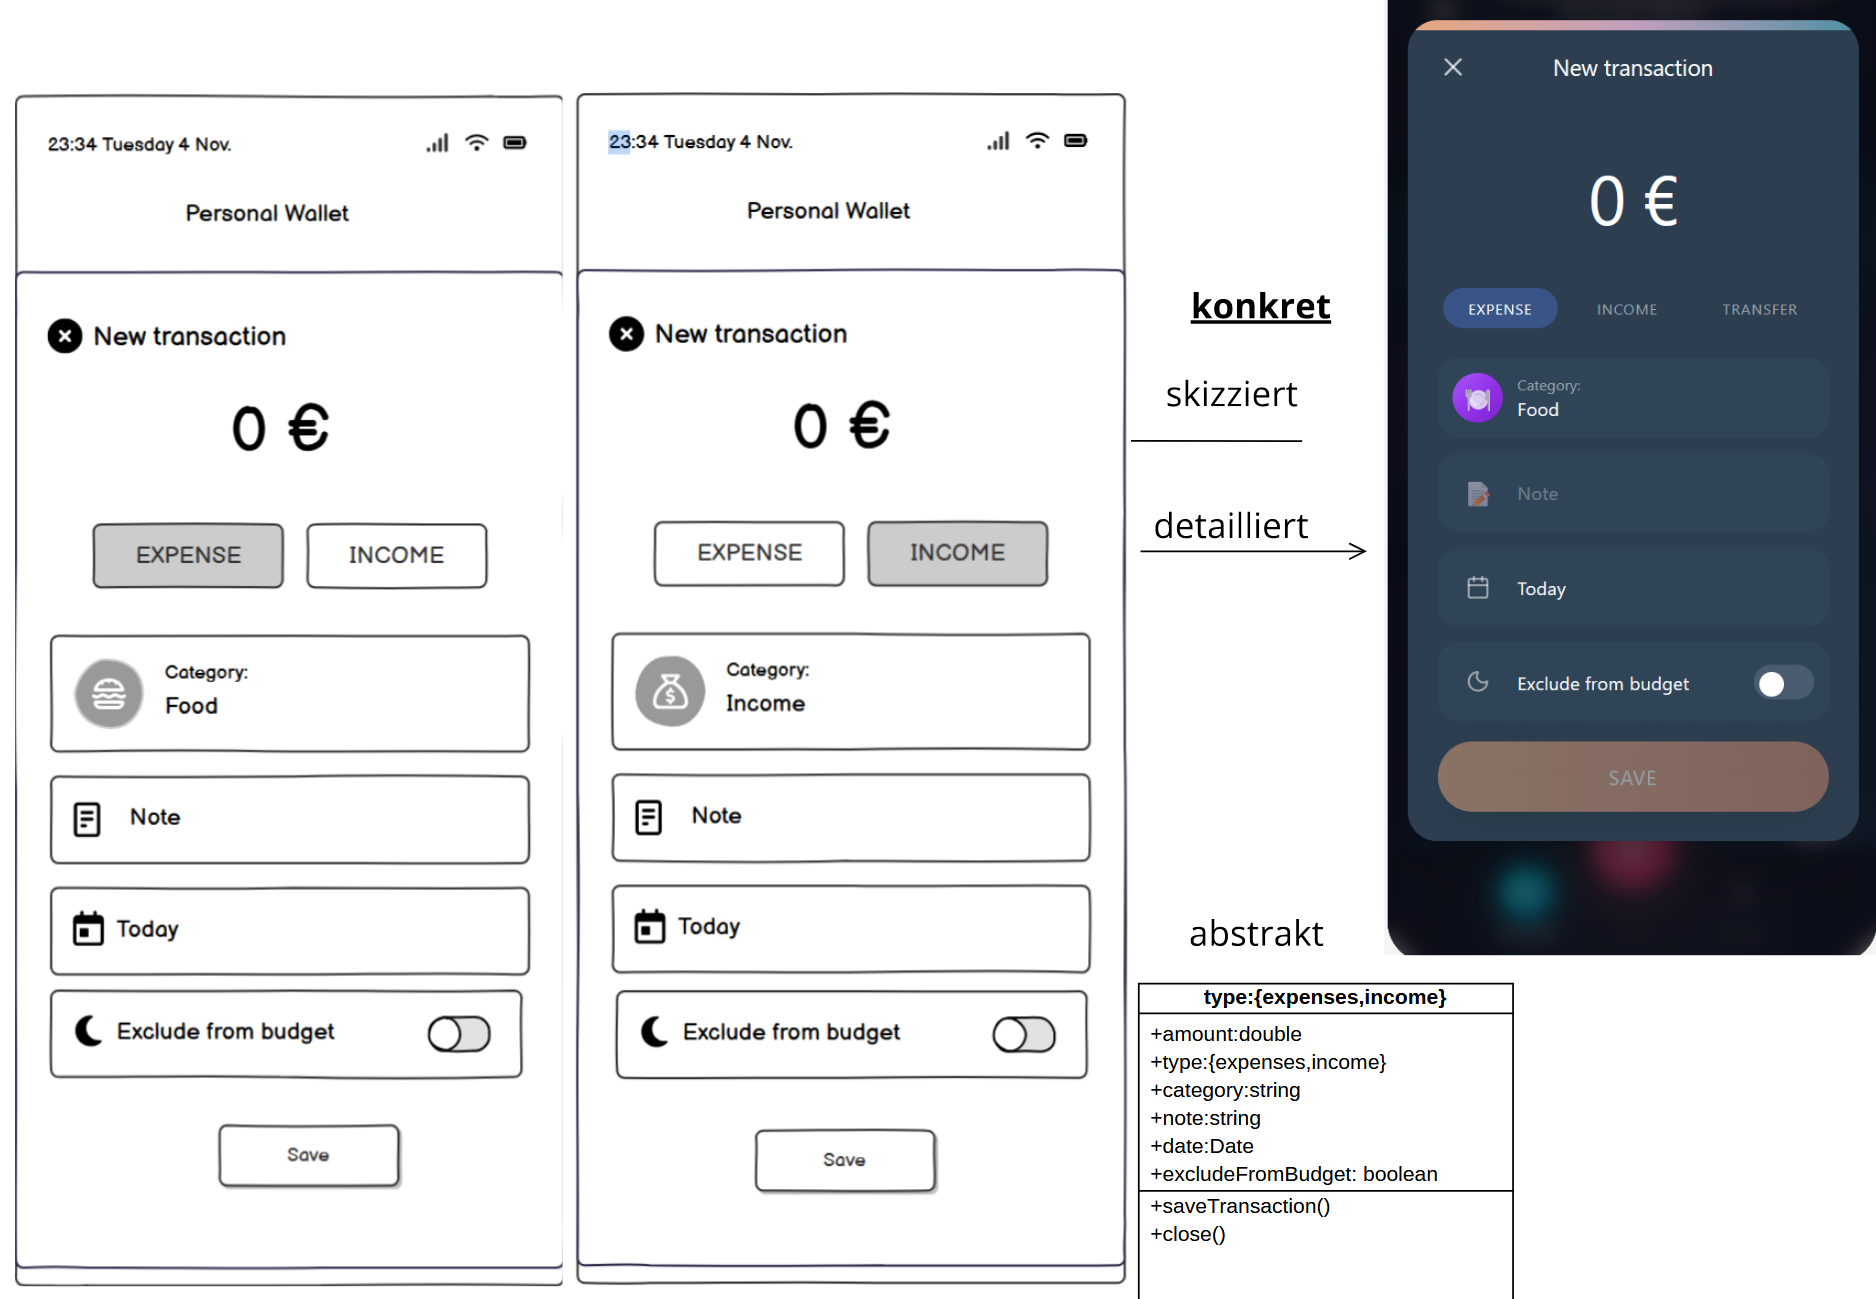 23:34 Tuesday 4 Nov.
Personal Wallet
New transaction
0 €
EXPENSE INCOME
Category:
Food
Note
Today
Exclude from budget
Save
23:34 Tuesday 4 Nov.
Personal Wallet
New transaction
0 €
EXPENSE INCOME
Category:
Income
Note
Today
Exclude from budget
Save
konkret
skizziert
detailliert
abstrakt
type:{expenses,income}
+amount:double
+type:{expenses,income}
+category:string
+note:string
+date:Date
+excludeFromBudget: boolean
+saveTransaction()
+close()
New transaction
0 €
EXPENSE INCOME TRANSFER
Category:
Food
Note
Today
Exclude from budget
SAVE